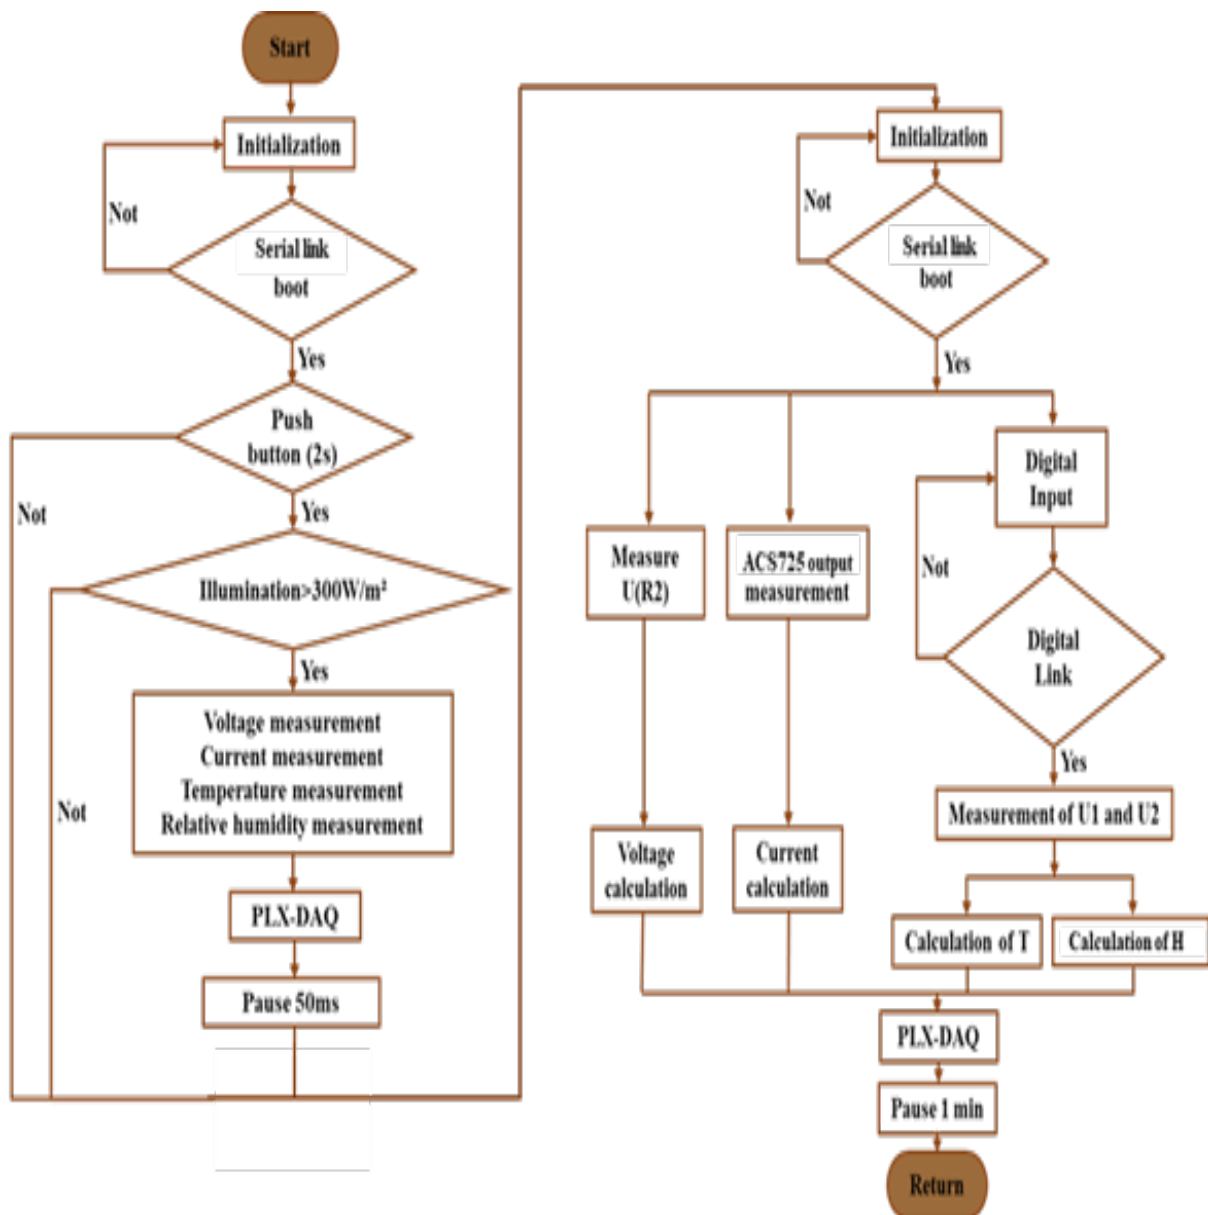 Start
Initialization
Not
Serial link
boot
Yes
Push
button (2s)
Not
Yes
Illumination>300W/m²
Yes
Not
Voltage measurement
Current measurement
Temperature measurement
Relative humidity measurement
PLX-DAQ
Pause 50ms
Initialization
Not
Serial link
boot
Yes
Measure
U(R2)
ACS725 output
measurement
Digital
Input
Not
Digital
Link
Yes
Measurement of U1 and U2
Voltage
calculation
Current
calculation
Calculation of T
Calculation of H
PLX-DAQ
Pause 1 min
Return